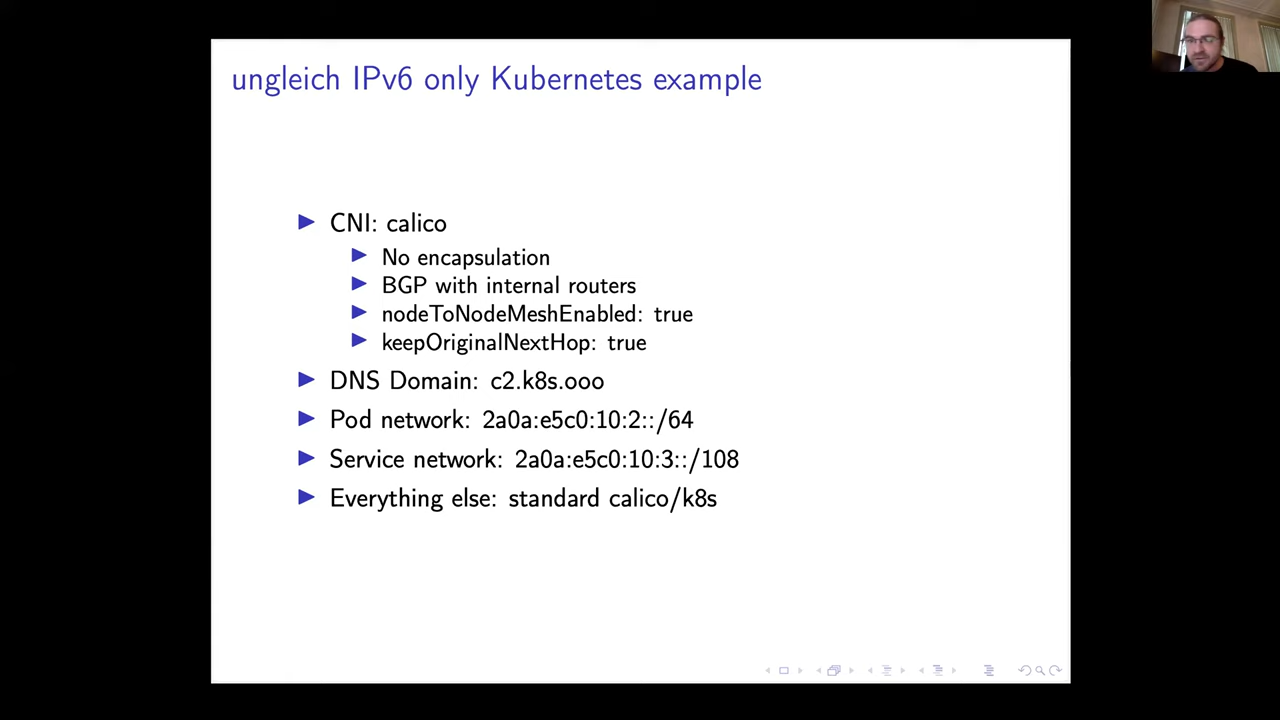 ungleich IPv6 only Kubernetes example
CNI: calico
No encapsulation
BGP with internal routers
nodeToNodeMeshEnabled: true
keepOriginalNextHop: true
DNS Domain: c2.k8s.ooo
Pod network: 2a0a:e5c0:10:2::/64
Service network: 2a0a:e5c0:10:3::/108
Everything else: standard calico/k8s